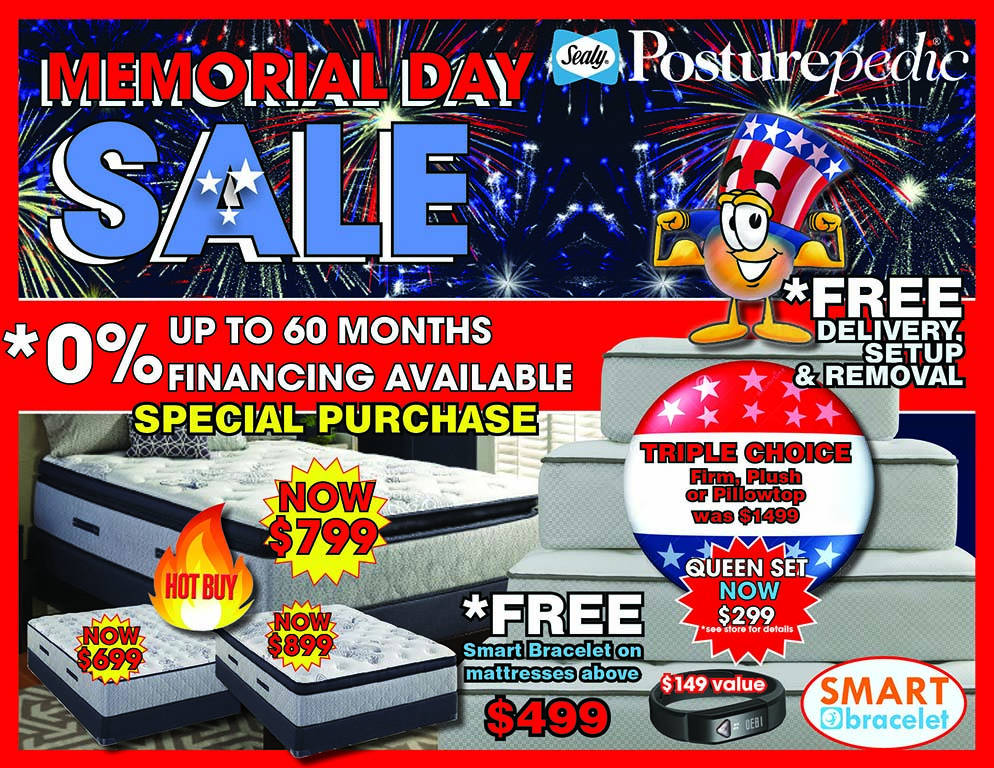 MEMORIAL DAY
SALE
Sealy®
Posturepedic®
*0% UP TO 60 MONTHS
FINANCING AVAILABLE
SPECIAL PURCHASE
*FREE
DELIVERY,
SETUP
& REMOVAL
TRIPLE CHOICE
Firm, Plush
or Pillowtop
was $1499
QUEEN SET
NOW
$299
*see store for details
NOW
$799
HOT BUY
NOW
$699
NOW
$899
*FREE
Smart Bracelet on
mattresses above
$499
$149 value
SMART
bracelet